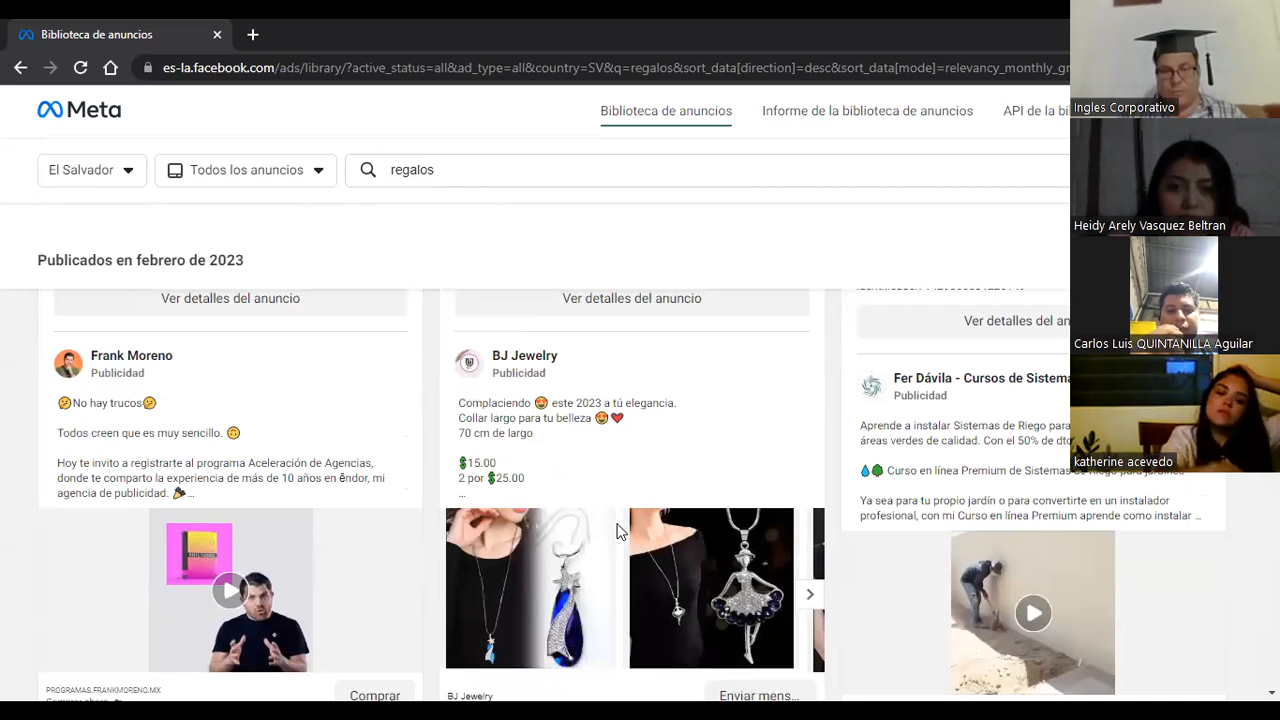 Biblioteca de anuncios
es-la.facebook.com/ads/library/?active_status=all&ad_type=all&country=SV&q=regalos&sort_data[direction]=desc&sort_data[mode]=relevancy_monthly_gr
Meta
Biblioteca de anuncios
Informe de la biblioteca de anuncios
API de la bi
El Salvador
Todos los anuncios
regalos
Publicados en febrero de 2023
Ver detalles del anuncio
Frank Moreno
Publicidad
🤔No hay trucos🤔
Todos creen que es muy sencillo. 🙃
Hoy te invito a registrarte al programa Aceleración de Agencias,
donde te comparto la experiencia de más de 10 años en mi
agencia de publicidad. 🎉...
PROGRAMAS.FRANKMORENO.MX
Comprar
Ver detalles del anuncio
BJ Jewelry
Publicidad
Complaciendo 🤩 este 2023 a tú elegancia.
Collar largo para tu belleza 🤩❤️
70 cm de largo
💲15.00
2 por 💲25.00
...
BJ Jewelry
Enviar mens...
Ver detalles del an
Fer Dávila - Cursos de Sistema
Publicidad
Aprende a instalar Sistemas de Riego para
áreas verdes de calidad. Con el 50% de dto
💧🌳 Curso en línea Premium de Sistemas de Riego para jardines
Ya sea para tu propio jardín o para convertirte en un instalador
profesional, con mi Curso en línea Premium aprende como instalar ...
Ingles Corporativo
Heidy Arely Vasquez Beltran
Carlos Luis QUINTANILLA Aguilar
katherine acevedo